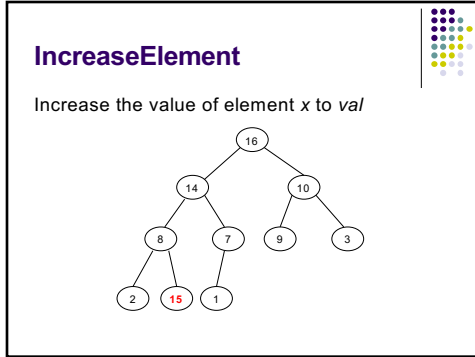 IncreaseElement
Increase the value of element x to val
16
14 10
8 7 9 3
2 15 1